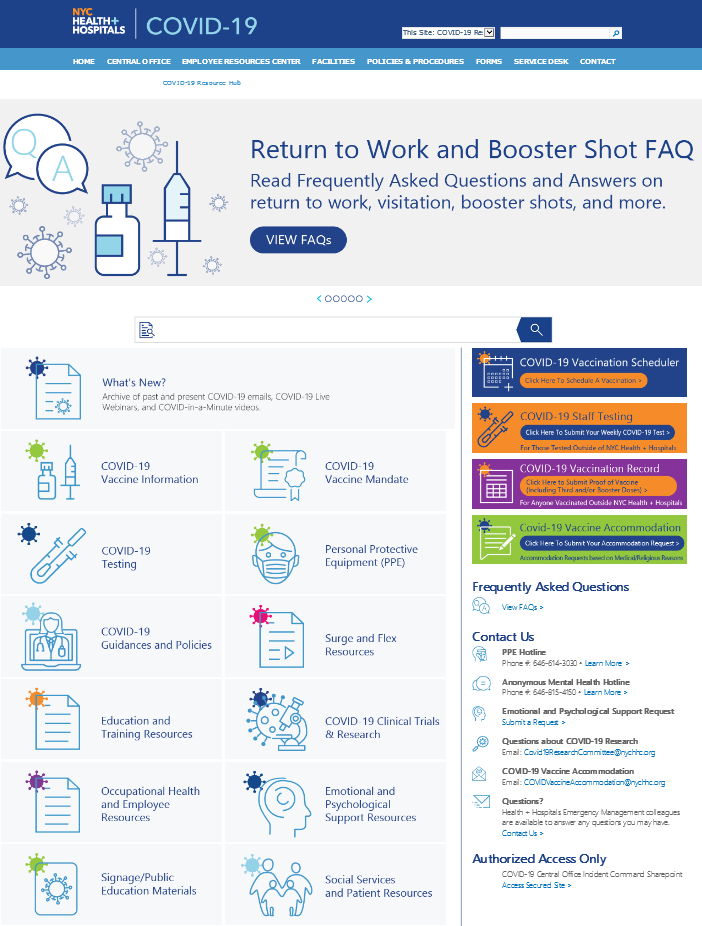 NYC
HEALTH+
HOSPITALS
COVID-19
This Site: COVID-19 Re
HOME CENTRAL OFFICE EMPLOYEE RESOURCES CENTER FACILITIES POLICIES & PROCEDURES FORMS SERVICE DESK CONTACT
COVID-19 Resource Hub
Q
A
Return to Work and Booster Shot FAQ
Read Frequently Asked Questions and Answers on
return to work, visitation, booster shots, and more.
VIEW FAQs
What's New?
Archive of past and present COVID-19 emails, COVID-19 Live
Webinars, and COVID-in-a-Minute videos.
COVID-19
Vaccine Information
COVID-19
Vaccine Mandate
COVID-19
Testing
Personal Protective
Equipment (PPE)
COVID-19
Guidances and Policies
Surge and Flex
Resources
Education and
Training Resources
COVID-19 Clinical Trials
& Research
Occupational Health
and Employee
Resources
Emotional and
Psychological
Support Resources
Signage/Public
Education Materials
Social Services
and Patient Resources
COVID-19 Vaccination Scheduler
Click Here To Schedule A Vaccination >
COVID-19 Staff Testing
Click Here To Submit Your Weekly COVID-19 Test >
For Those Tested Outside of NYC Health + Hospitals
COVID-19 Vaccination Record
Click Here to Submit Proof of Vaccine
(Including Third and/or Booster Doses) >
For Anyone Vaccinated Outside NYC Health + Hospitals
Covid-19 Vaccine Accommodation
Click Here To Submit Your Accommodation Request >
Accommodation Requests based on Medical/Religious Reasons
Frequently Asked Questions
View FAQs >
Contact Us
PPE Hotline
Phone #: 646-614-3030 • Learn More >
Anonymous Mental Health Hotline
Phone #: 646-815-4150 • Learn More >
Emotional and Psychological Support Request
Submit a Request >
Questions about COVID-19 Research
Email: Covid19ResearchCommittee@nychhc.org
COVID-19 Vaccine Accommodation
Email: COVIDVaccineAccommodation@nychhc.org
Questions?
Health + Hospitals Emergency Management colleagues
are available to answer any questions you may have.
Contact Us >
Authorized Access Only
COVID-19 Central Office Indident Command Sharepoint
Access Secured Site >